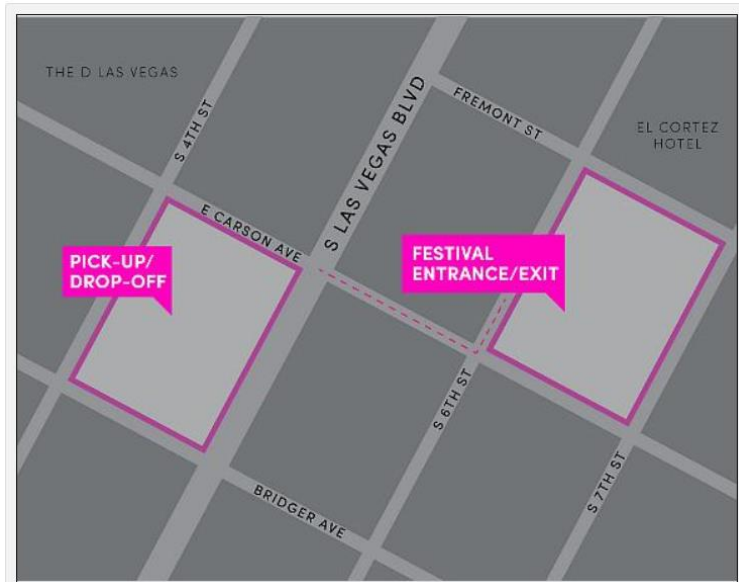 THE D LAS VEGAS
S 4TH ST
S LAS VEGAS BLVD
FREMONT ST
EL CORTEZ
HOTEL
E CARSON AVE
PICK-UP/
DROP-OFF
FESTIVAL
ENTRANCE/EXIT
S 6TH ST
S 7TH ST
BRIDGER AVE